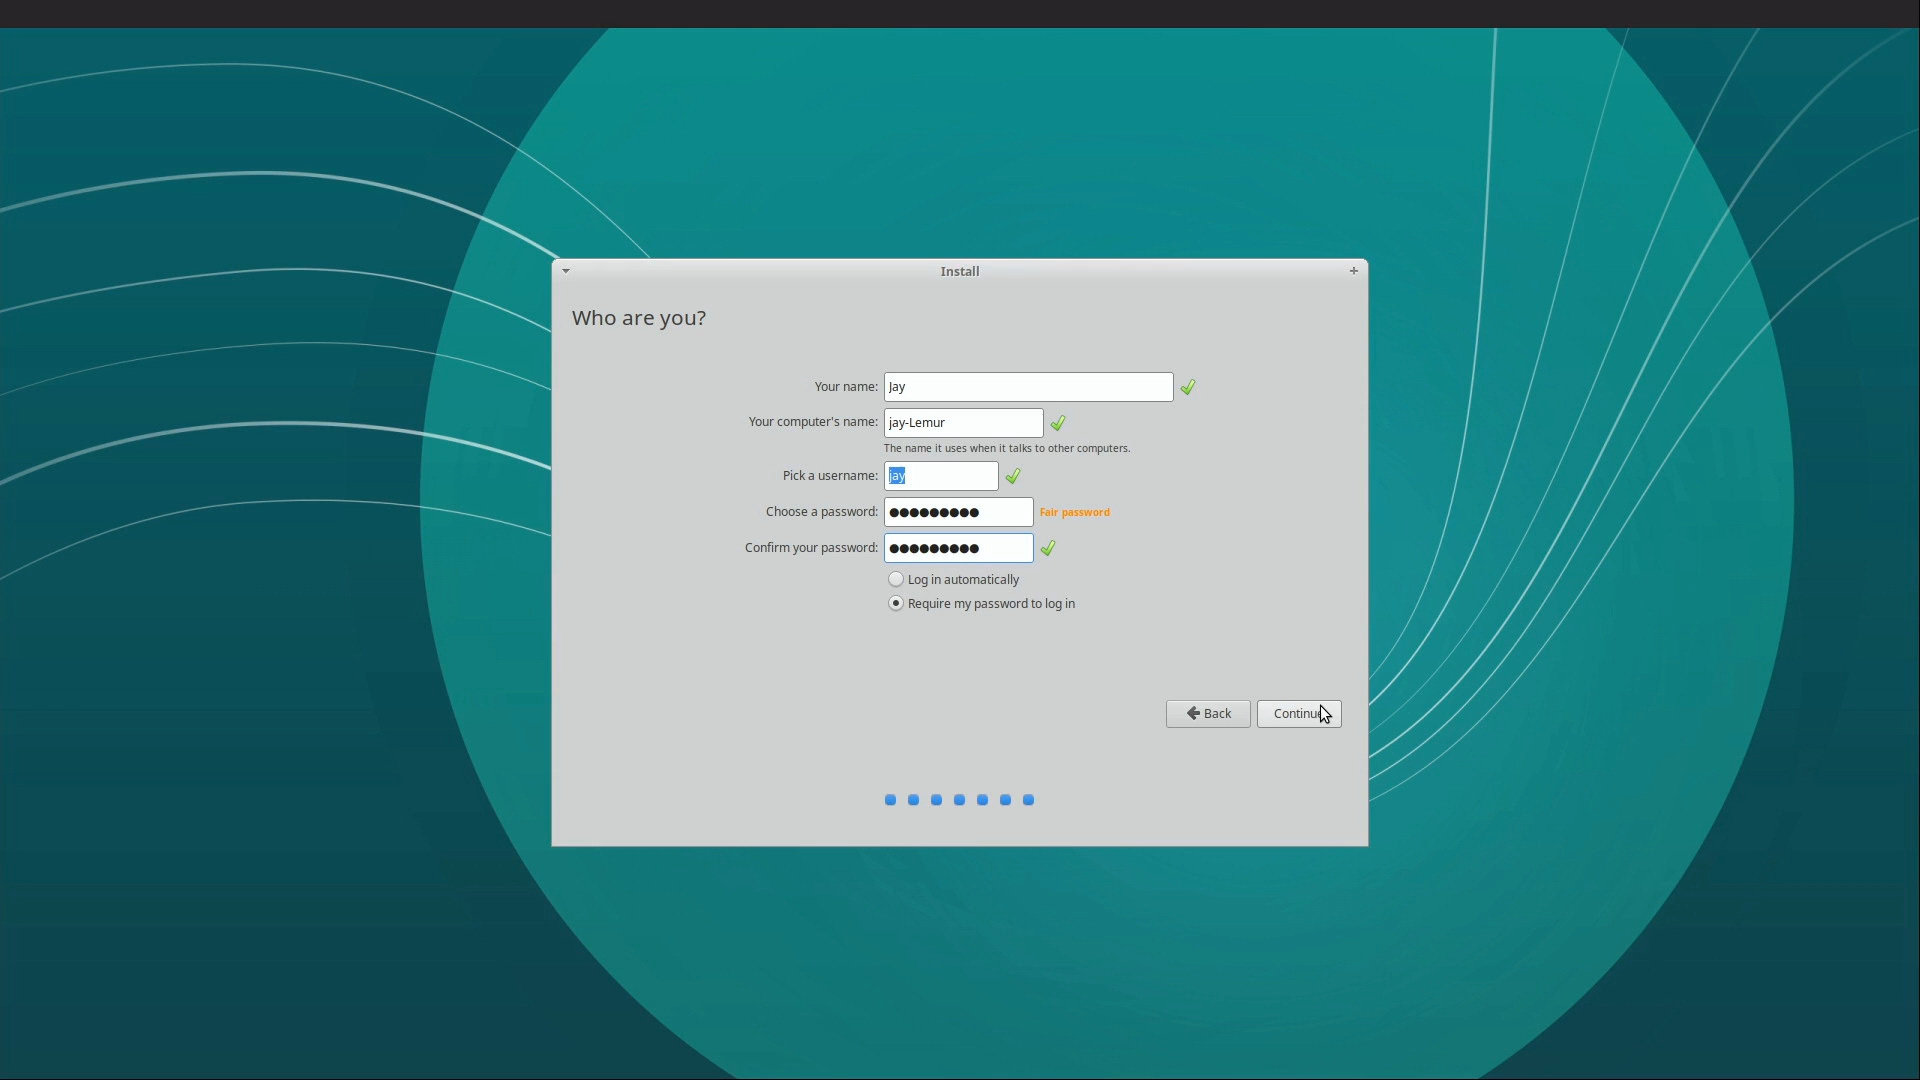 Install
Who are you?
Your name: Jay
Your computer's name: jay-Lemur
The name it uses when it talks to other computers.
Pick a username: jay
Choose a password: ●●●●●●●●● Fair password
Confirm your password: ●●●●●●●●●
Log in automatically
Require my password to log in
Back Continue